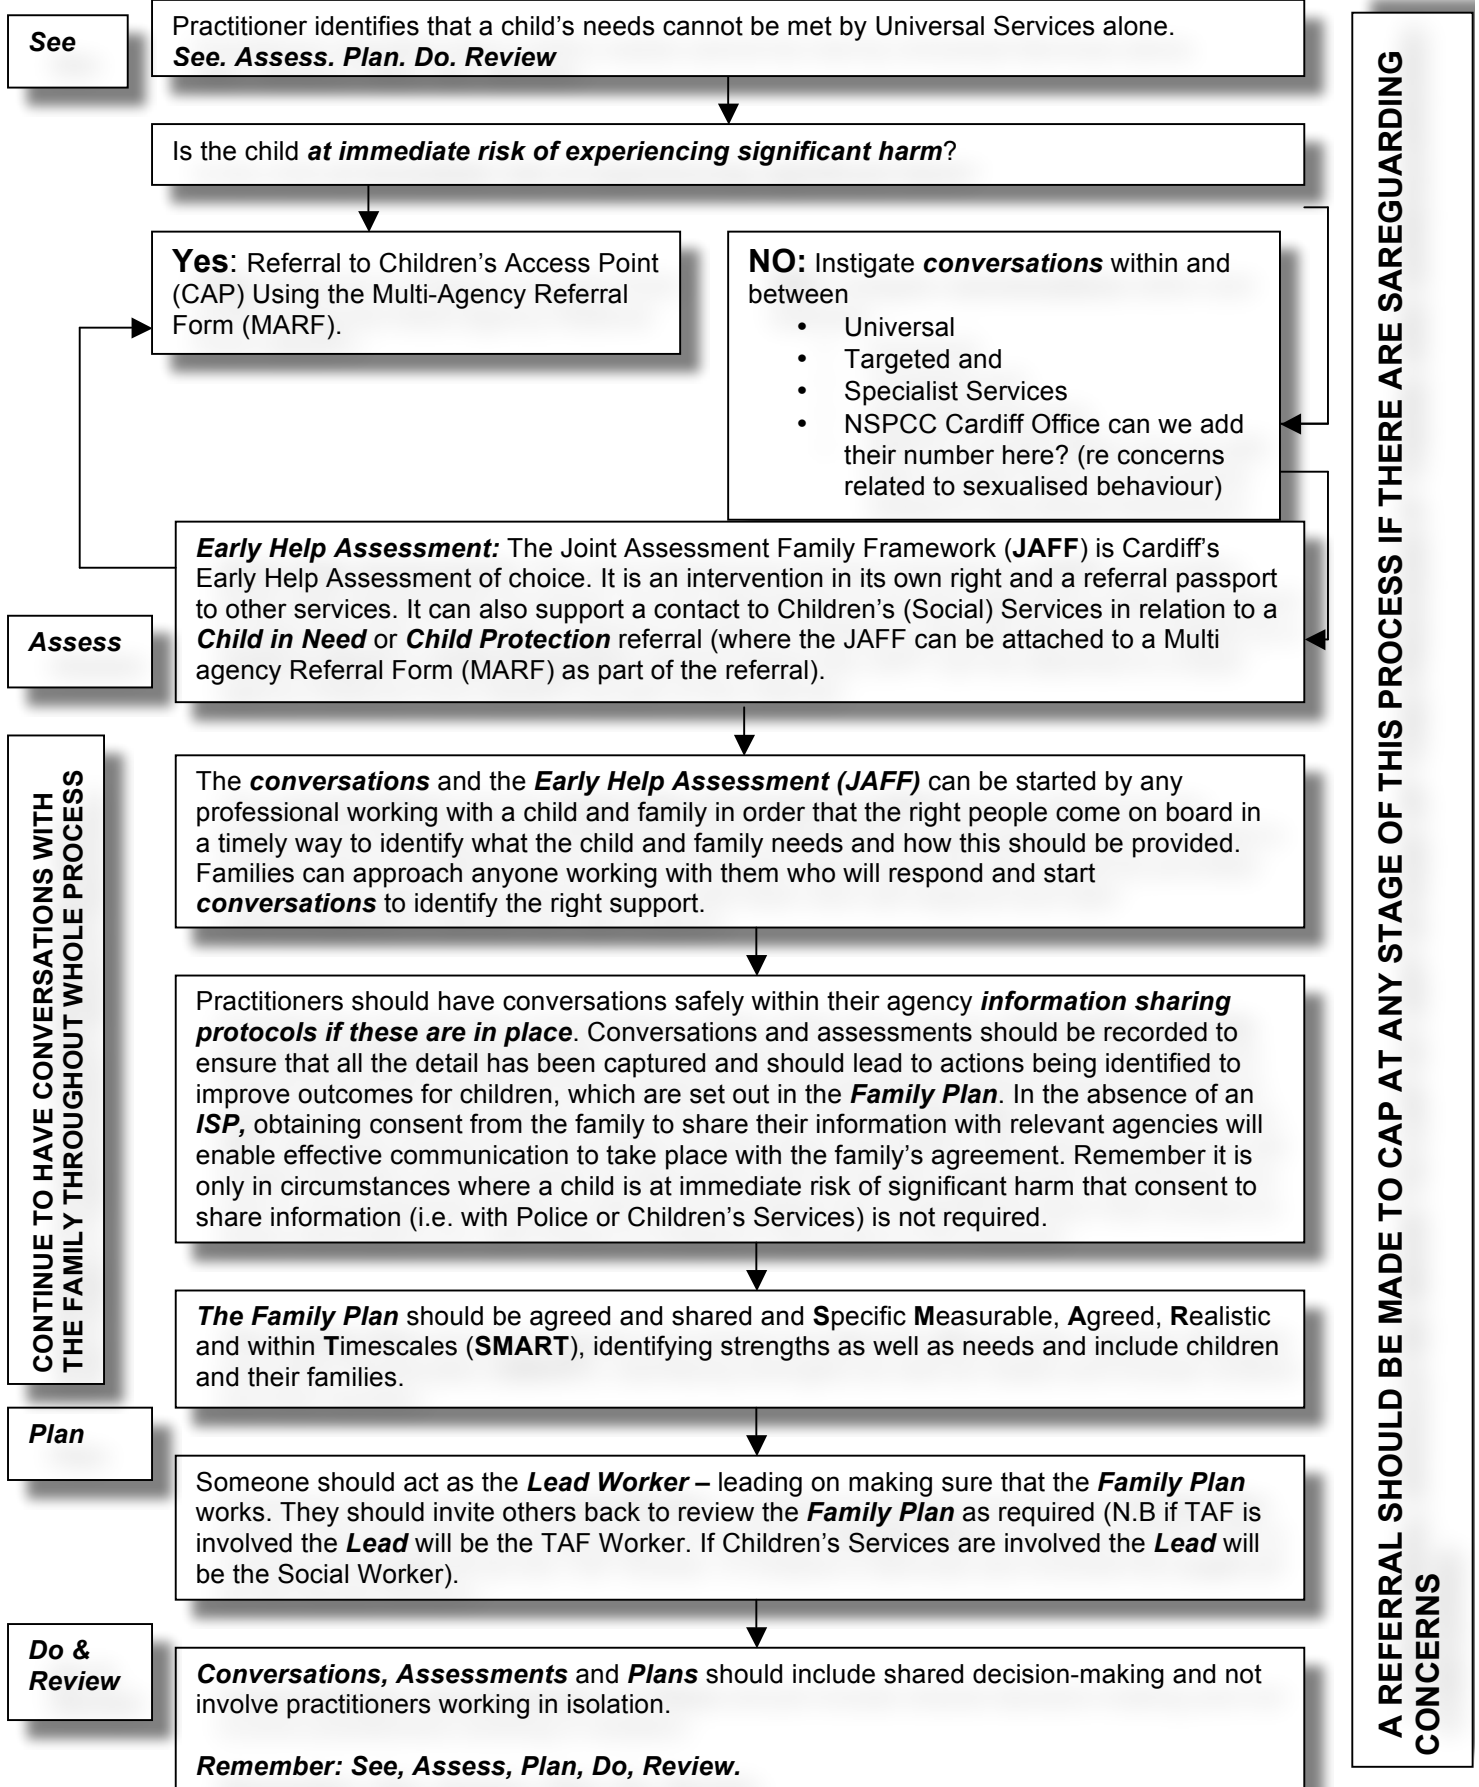 See
Practitioner identifies that a child's needs cannot be met by Universal Services alone.
See. Assess. Plan. Do. Review
Is the child at immediate risk of experiencing significant harm?
Yes: Referral to Children's Access Point
(CAP) Using the Multi-Agency Referral
Form (MARF).
NO: Instigate conversations within and
between
• Universal
• Targeted and
• Specialist Services
• NSPCC Cardiff Office can we add
their number here? (re concerns
related to sexualised behaviour)
Assess
Early Help Assessment: The Joint Assessment Family Framework (JAFF) is Cardiff's
Early Help Assessment of choice. It is an intervention in its own right and a referral passport
to other services. It can also support a contact to Children's (Social) Services in relation to a
Child in Need or Child Protection referral (where the JAFF can be attached to a Multi
agency Referral Form (MARF) as part of the referral).
CONTINUE TO HAVE CONVERSATIONS WITH
THE FAMILY THROUGHOUT WHOLE PROCESS
The conversations and the Early Help Assessment (JAFF) can be started by any
professional working with a child and family in order that the right people come on board in
a timely way to identify what the child and family needs and how this should be provided.
Families can approach anyone working with them who will respond and start
conversations to identify the right support.
Practitioners should have conversations safely within their agency information sharing
protocols if these are in place. Conversations and assessments should be recorded to
ensure that all the detail has been captured and should lead to actions being identified to
improve outcomes for children, which are set out in the Family Plan. In the absence of an
ISP, obtaining consent from the family to share their information with relevant agencies will
enable effective communication to take place with the family's agreement. Remember it is
only in circumstances where a child is at immediate risk of significant harm that consent to
share information (i.e. with Police or Children's Services) is not required.
The Family Plan should be agreed and shared and Specific Measurable, Agreed, Realistic
and within Timescales (SMART), identifying strengths as well as needs and include children
and their families.
Plan
Someone should act as the Lead Worker – leading on making sure that the Family Plan
works. They should invite others back to review the Family Plan as required (N.B if TAF is
involved the Lead will be the TAF Worker. If Children's Services are involved the Lead will
be the Social Worker).
Do &
Review
Conversations, Assessments and Plans should include shared decision-making and not
involve practitioners working in isolation.
Remember: See, Assess, Plan, Do, Review.
A REFERRAL SHOULD BE MADE TO CAP AT ANY STAGE OF THIS PROCESS IF THERE ARE SAREGUARDING
CONCERNS